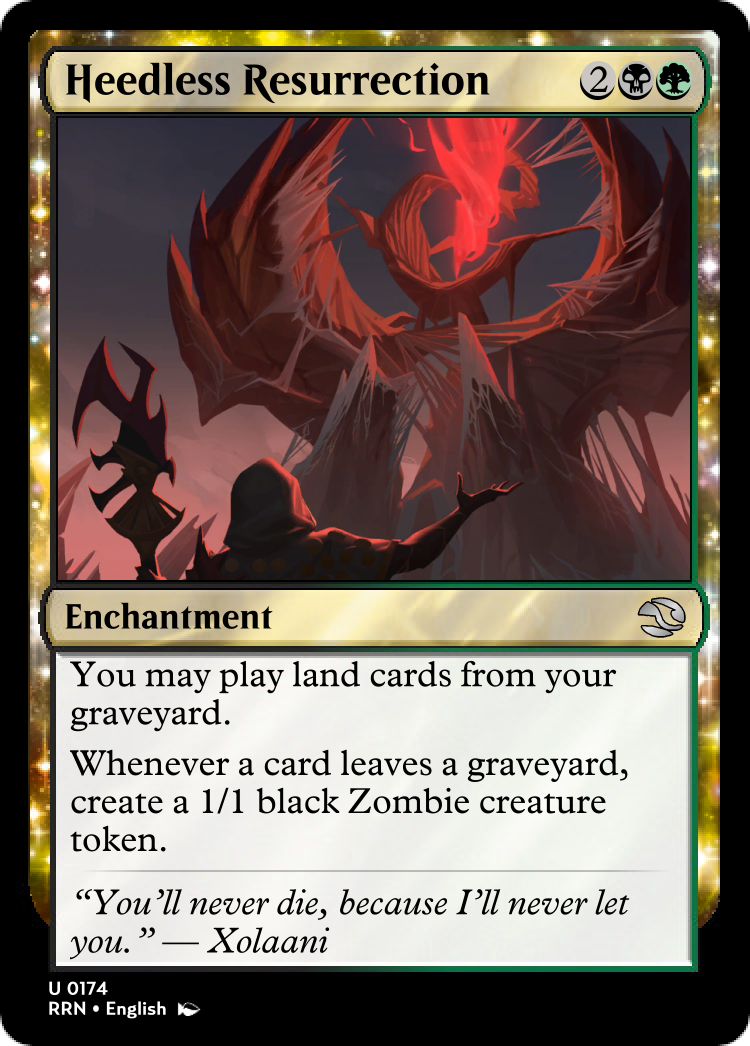 Heedless Resurrection 2
Enchantment
You may play land cards from your
graveyard.
Whenever a card leaves a graveyard,
create a 1/1 black Zombie creature
token.
“You’ll never die, because I’ll never let
you.” — Xolaani
U 0174
RRN • English